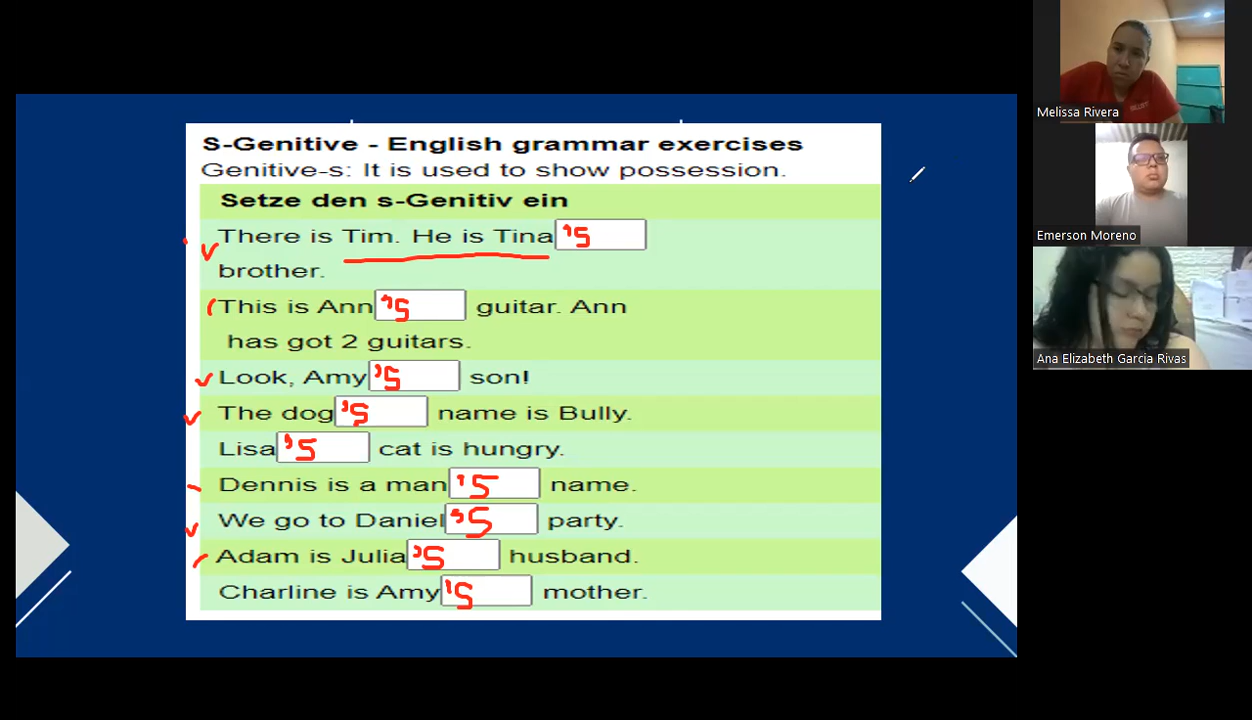 S-Genitive - English grammar exercises
Genitive-s: It is used to show possession.
Setze den s-Genitiv ein
There is Tim. He is Tina's
brother.
This is Ann's guitar. Ann
has got 2 guitars.
Look, Amy's son!
The dog's name is Bully.
Lisa's cat is hungry.
Dennis is a man's name.
We go to Daniel's party.
Adam is Julia's husband.
Charline is Amy's mother.
Melissa Rivera
Emerson Moreno
Ana Elizabeth Garcia Rivas